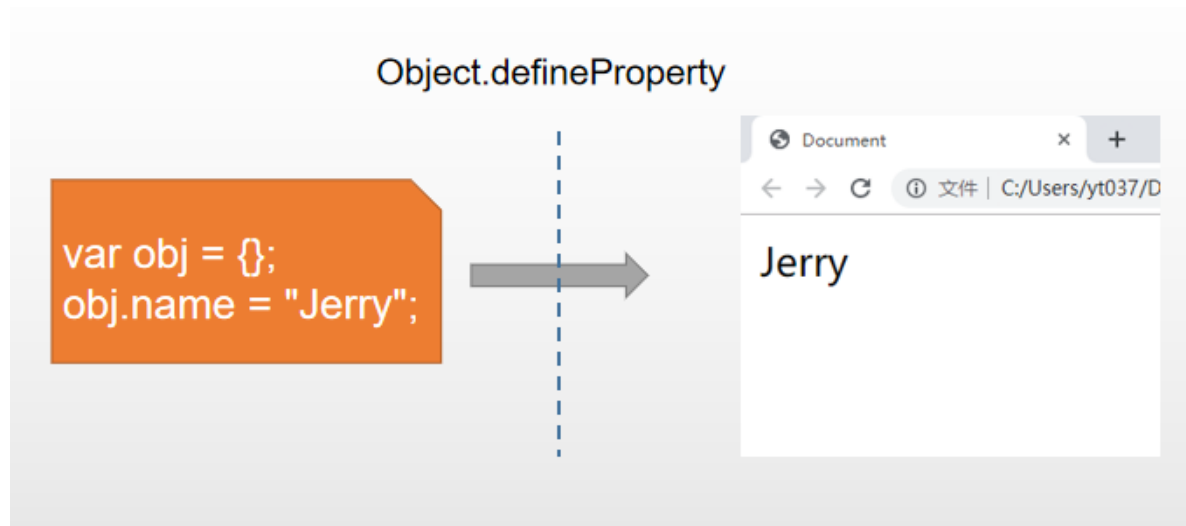 Object.defineProperty
var obj = {};
obj.name = "Jerry";
Document
文件 | C:/Users/yt037/D
Jerry